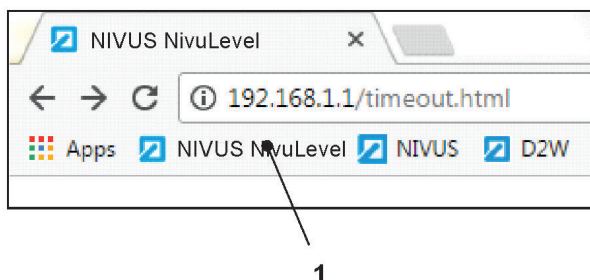 NIVUS NivuLevel
192.168.1.1/timeout.html
Apps NIVUS NivuLevel NIVUS D2W
1